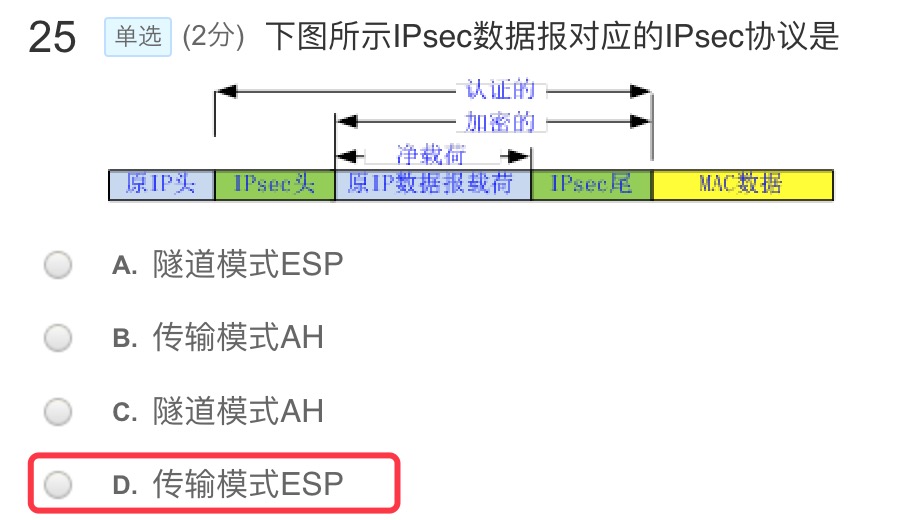 25 单选 (2分) 下图所示IPsec数据报对应的IPsec协议是
认证的
加密的
净载荷
原IP头 IPsec头 原IP数据报载荷 IPsec尾 MAC数据
A. 隧道模式ESP
B. 传输模式AH
C. 隧道模式AH
D. 传输模式ESP